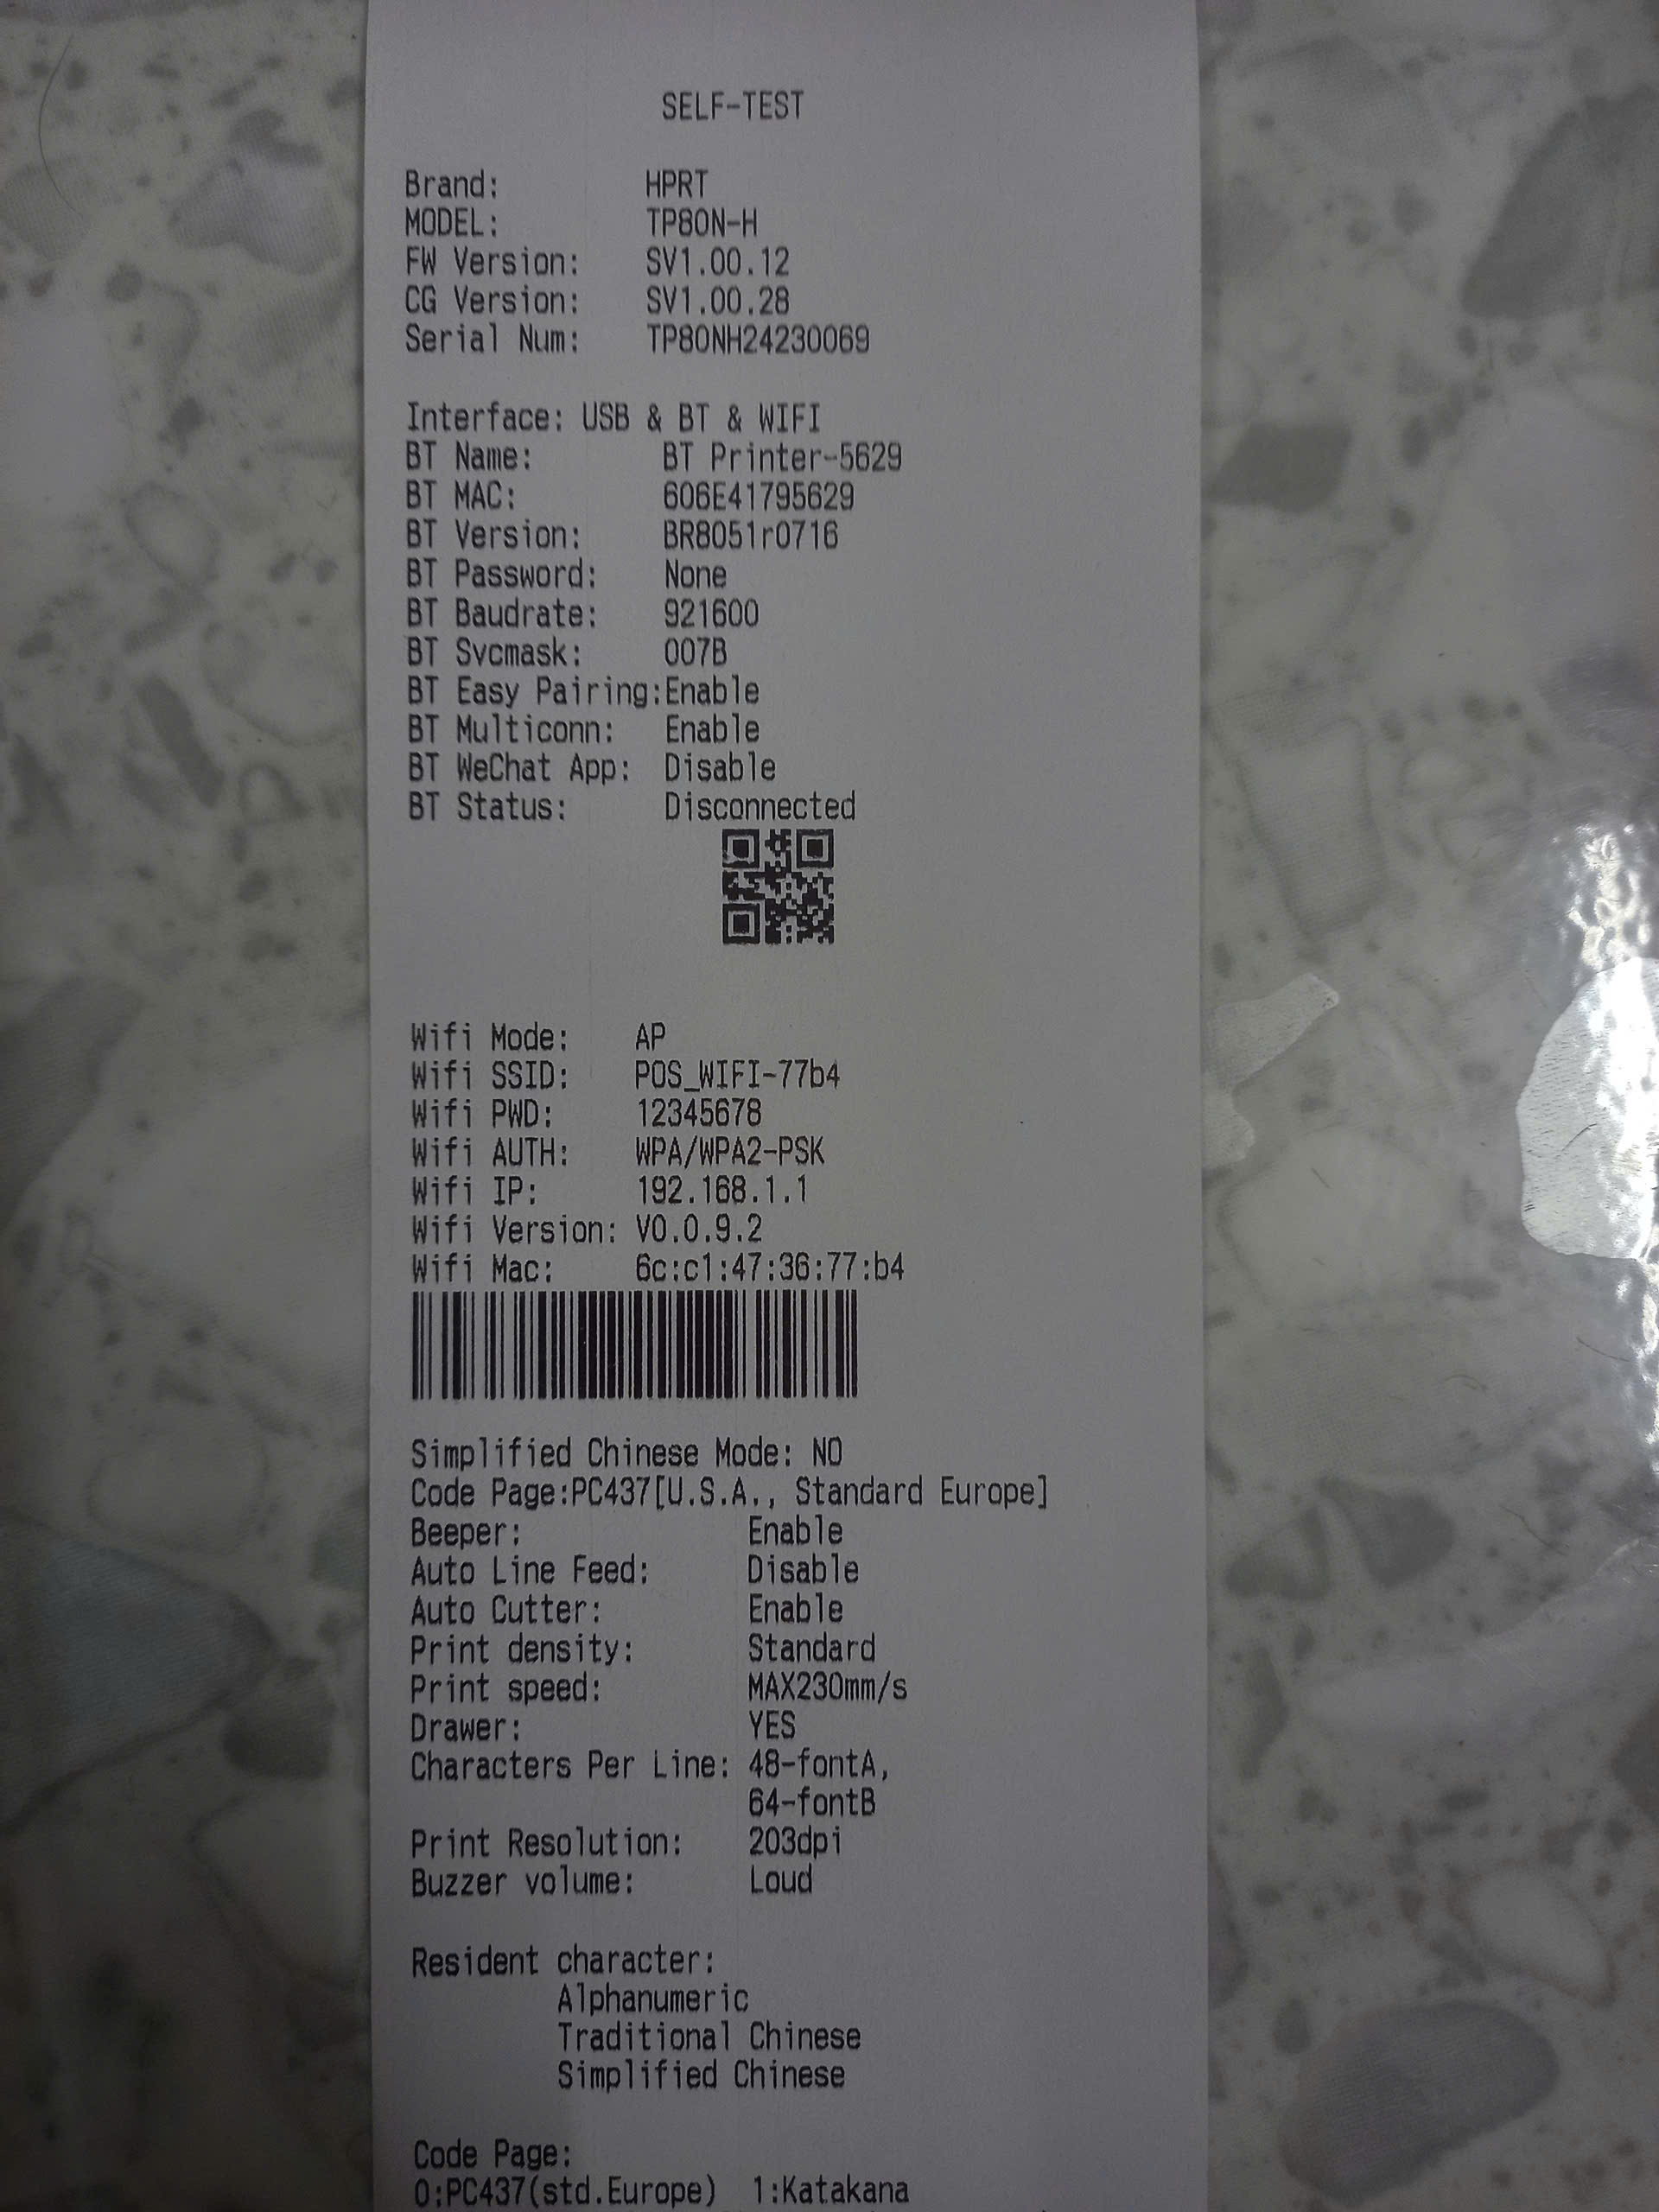 SELF-TEST
Brand: HPRT
MODEL: TP80N-H
FW Version: SV1.00.12
CG Version: SV1.00.28
Serial Num: TP80NH24230069
Interface: USB & BT & WIFI
BT Name: BT Printer-5629
BT MAC: 606E41795629
BT Version: BR8051r0716
BT Password: None
BT Baudrate: 921600
BT Svcmask: 007B
BT Easy Pairing:Enable
BT Multiconn: Enable
BT WeChat App: Disable
BT Status: Disconnected
Wifi Mode: AP
Wifi SSID: POS_WIFI-77b4
Wifi PWD: 12345678
Wifi AUTH: WPA/WPA2-PSK
Wifi IP: 192.168.1.1
Wifi Version: V0.0.9.2
Wifi Mac: 6c:c1:47:36:77:b4
Simplified Chinese Mode: NO
Code Page:PC437[U.S.A., Standard Europe]
Beeper: Enable
Auto Line Feed: Disable
Auto Cutter: Enable
Print density: Standard
Print speed: MAX230mm/s
Drawer: YES
Characters Per Line: 48-fontA,
64-fontB
Print Resolution: 203dpi
Buzzer volume: Loud
Resident character:
Alphanumeric
Traditional Chinese
Simplified Chinese
Code Page:
0:PC437(std.Europe) 1:Katakana